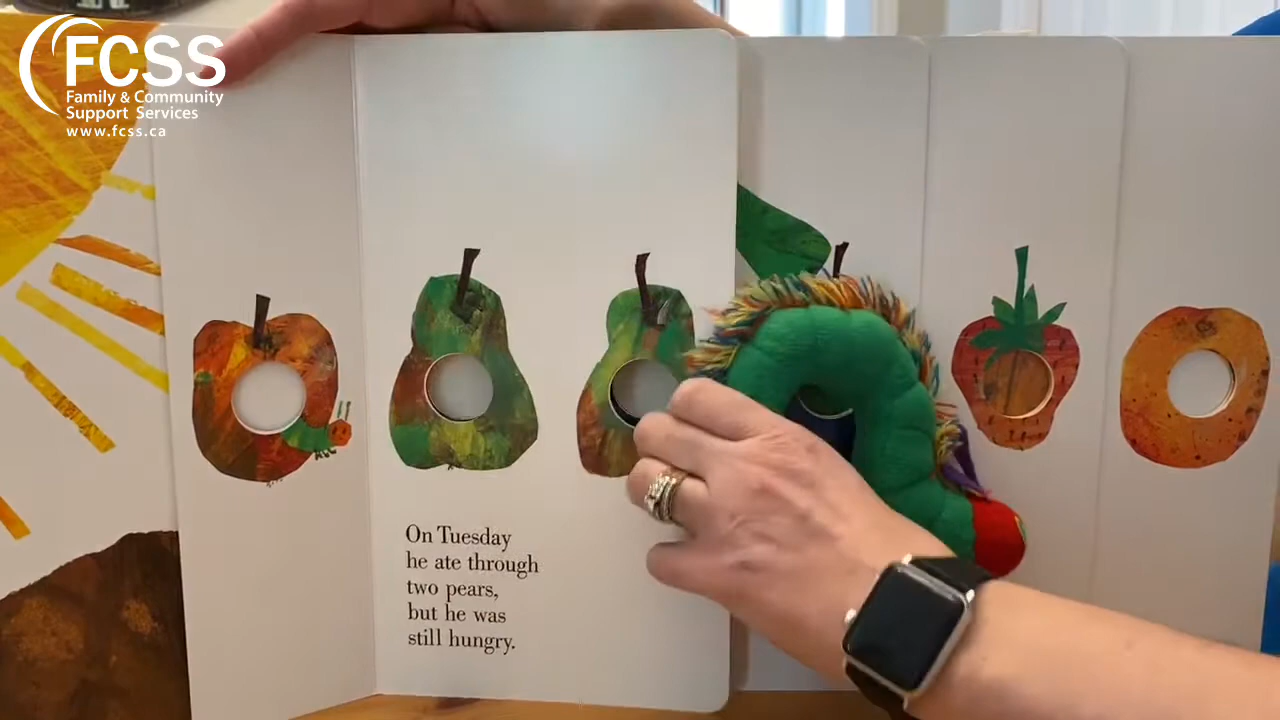 FCSS
Family & Community
Support Services
www.fcss.ca
On Tuesday
he ate through
two pears,
but he was
still hungry.